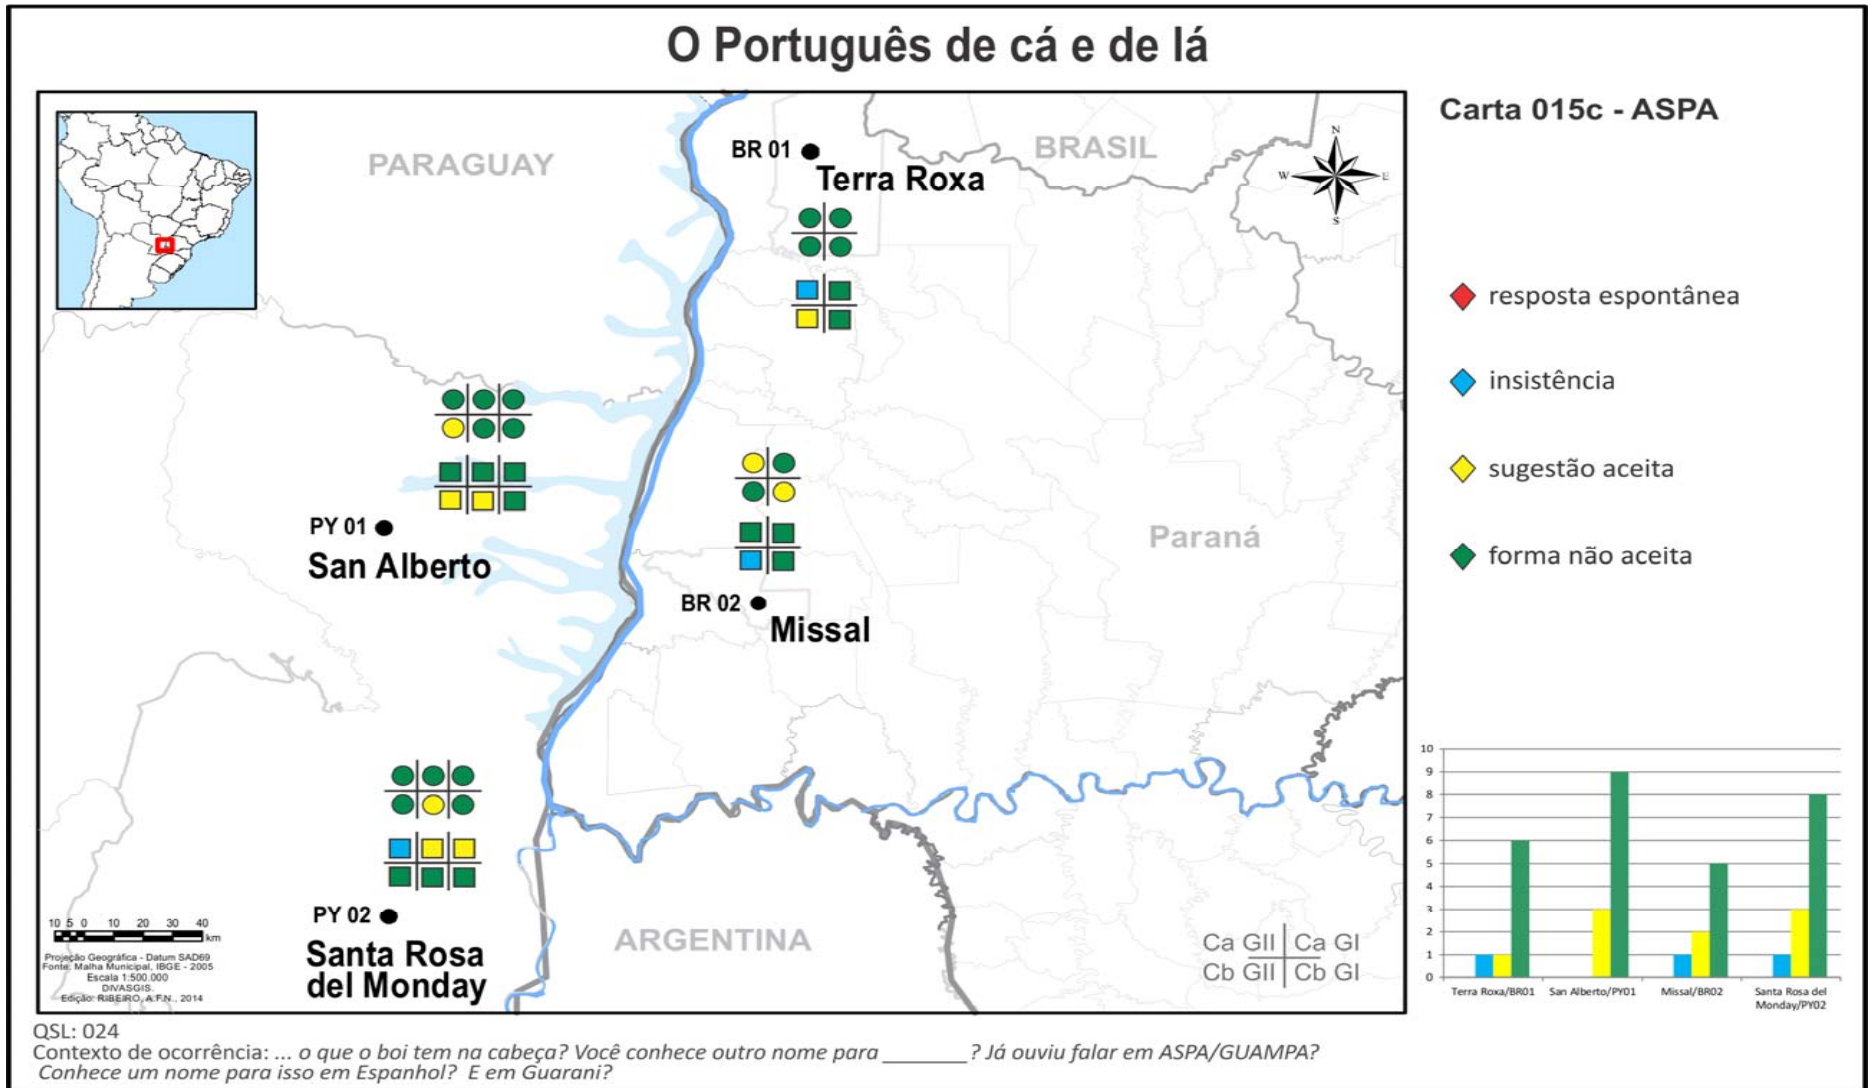 O Português de cá e de lá
Carta 015c - ASPA
PARAGUAY
BRASIL
BR 01
Terra Roxa
N
W
E
S
resposta espontânea
insistência
sugestão aceita
forma não aceita
PY 01
San Alberto
Paraná
BR 02
Missal
PY 02
Santa Rosa
del Monday
ARGENTINA
Ca GII Ca GI
Cb GII Cb GI
10 5 0 10 20 30 40
km
Projeção Geográfica - Datum SAD69
Fonte: Malha Municipal, IBGE - 2005
Escala 1:500.000
DIVASGIS.
Edição: RIBEIRO, A.F.N., 2014
10
9
8
7
6
5
4
3
2
1
0
Terra Roxa/BR01 San Alberto/PY01 Missal/BR02 Santa Rosa del
Monday/PY02
QSL: 024
Contexto de ocorrência: ... o que o boi tem na cabeça? Você conhece outro nome para _______? Já ouviu falar em ASPA/GUAMPA?
Conhece um nome para isso em Espanhol? E em Guarani?